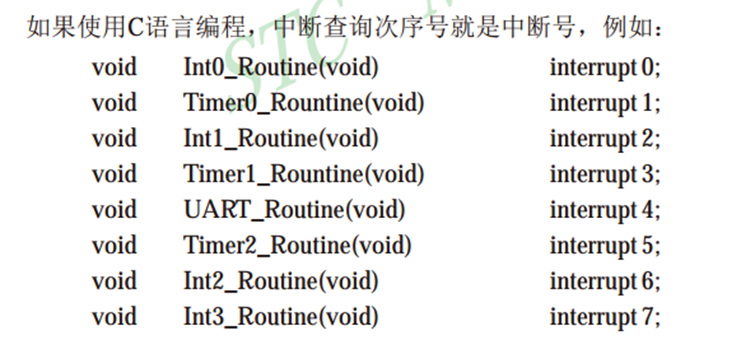 如果使用C语言编程，中断查询次序号就是中断号，例如：
void Int0_Routine(void) interrupt 0;
void Timer0_Rountine(void) interrupt 1;
void Int1_Routine(void) interrupt 2;
void Timer1_Rountine(void) interrupt 3;
void UART_Routine(void) interrupt 4;
void Timer2_Routine(void) interrupt 5;
void Int2_Routine(void) interrupt 6;
void Int3_Routine(void) interrupt 7;
STC